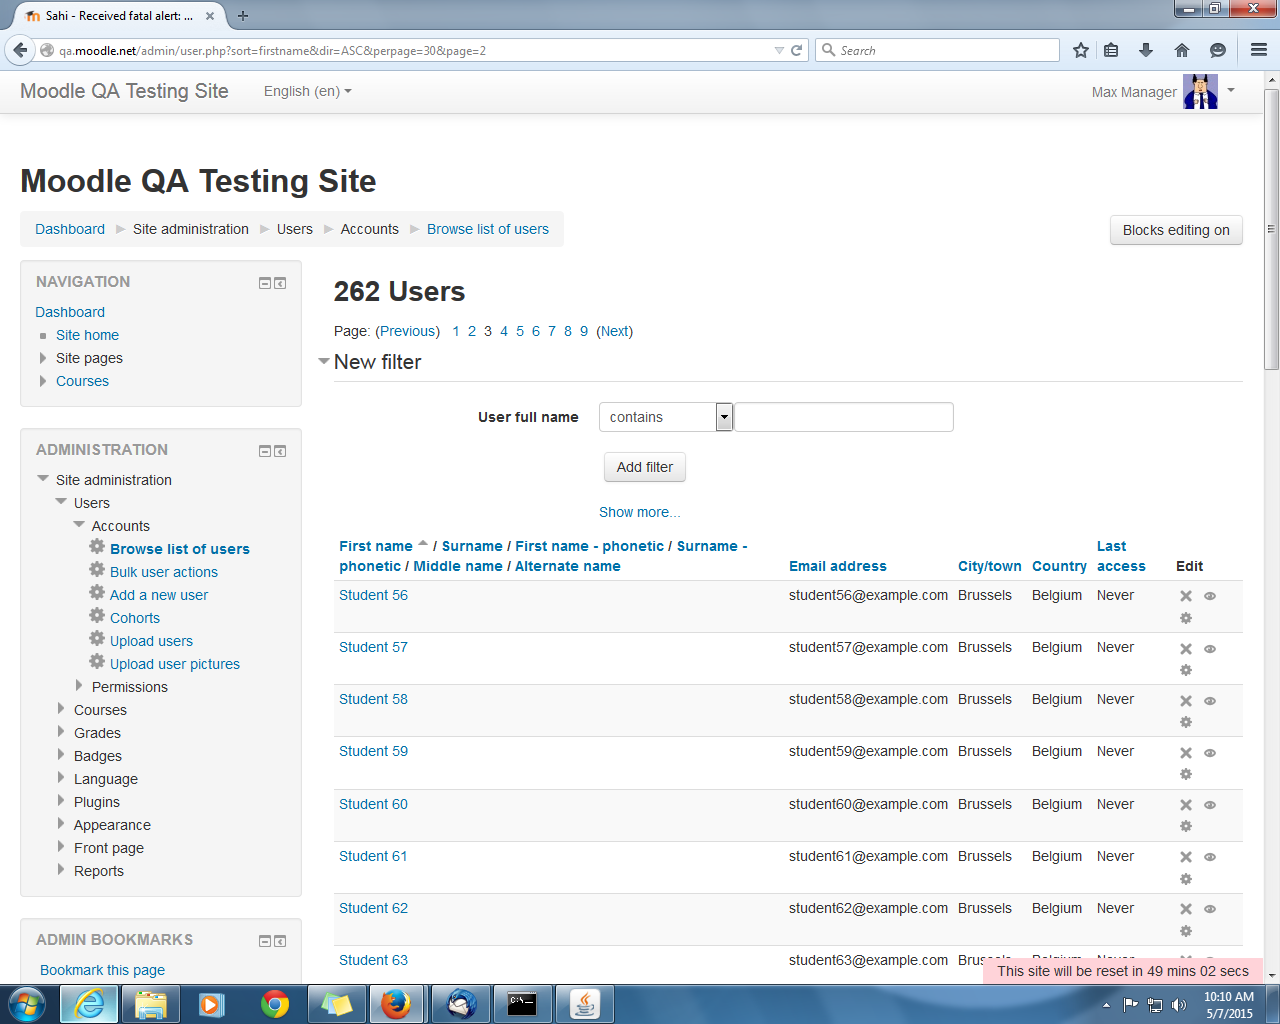 Sahi - Received fatal alert: ...
qa.moodle.net/admin/user.php?sort=firstname&dir=ASC&perpage=30&page=2
Search
Moodle QA Testing Site
English (en)
Max Manager
Moodle QA Testing Site
Dashboard Site administration Users Accounts Browse list of users
Blocks editing on
NAVIGATION
Dashboard
Site home
Site pages
Courses
ADMINISTRATION
Site administration
Users
Accounts
Browse list of users
Bulk user actions
Add a new user
Cohorts
Upload users
Upload user pictures
Permissions
Courses
Grades
Badges
Language
Plugins
Appearance
Front page
Reports
ADMIN BOOKMARKS
Bookmark this page
262 Users
Page: (Previous) 1 2 3 4 5 6 7 8 9 (Next)
New filter
User full name contains
Add filter
Show more...
First name / Surname / First name - phonetic / Surname -
phonetic / Middle name / Alternate name Email address City/town Country Last access Edit
Student 56 student56@example.com Brussels Belgium Never
Student 57 student57@example.com Brussels Belgium Never
Student 58 student58@example.com Brussels Belgium Never
Student 59 student59@example.com Brussels Belgium Never
Student 60 student60@example.com Brussels Belgium Never
Student 61 student61@example.com Brussels Belgium Never
Student 62 student62@example.com Brussels Belgium Never
Student 63 student63@example.com
This site will be reset in 49 mins 02 secs
C:\_
10:10 AM
5/7/2015